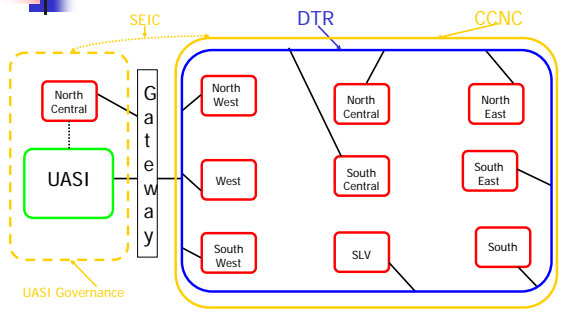 SEIC
DTR
CCNC
North
Central
Gateway
North
West
North
Central
North
East
UASI
West
South
Central
South
East
South
West
SLV
South
UASI Governance